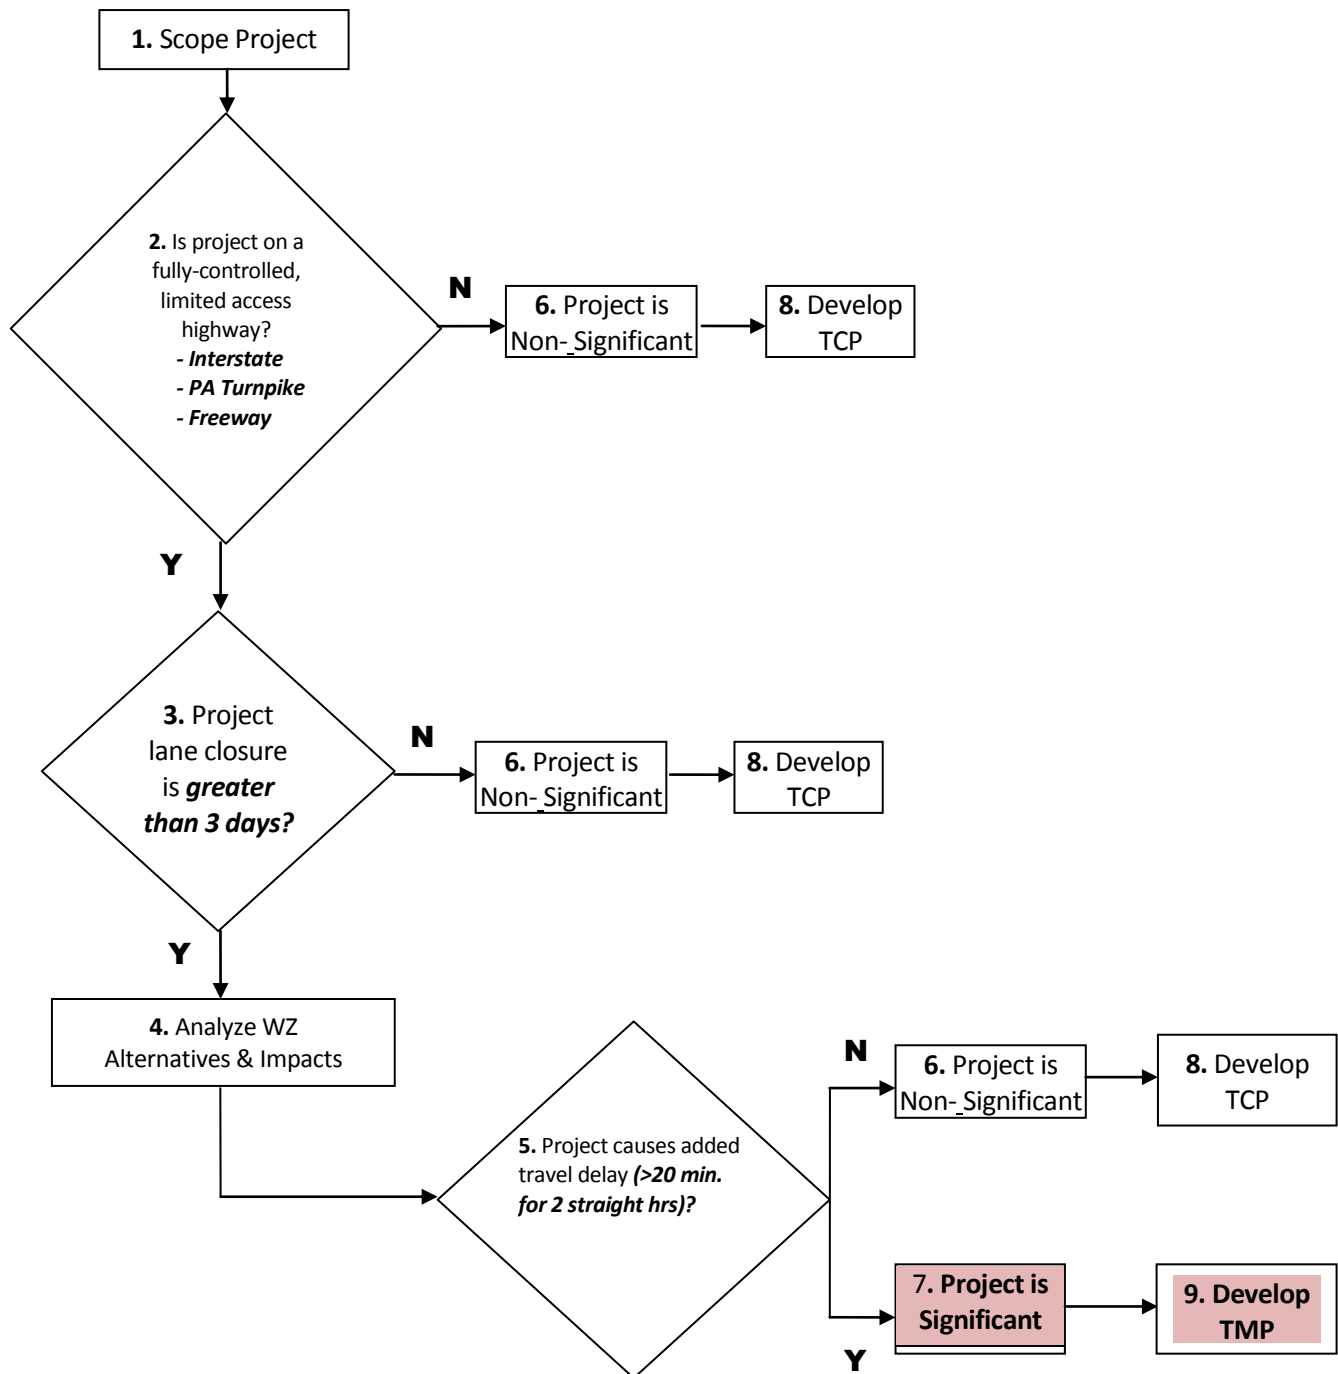 1. Scope Project
2. Is project on a
fully-controlled,
limited access
highway?
- Interstate
- PA Turnpike
- Freeway
N
6. Project is
Non-_Significant
8. Develop
TCP
Y
3. Project
lane closure
is greater
than 3 days?
N
6. Project is
Non-_Significant
8. Develop
TCP
Y
4. Analyze WZ
Alternatives & Impacts
5. Project causes added
travel delay (>20 min.
for 2 straight hrs)?
N
6. Project is
Non-_Significant
8. Develop
TCP
7. Project is
Significant
9. Develop
TMP
Y